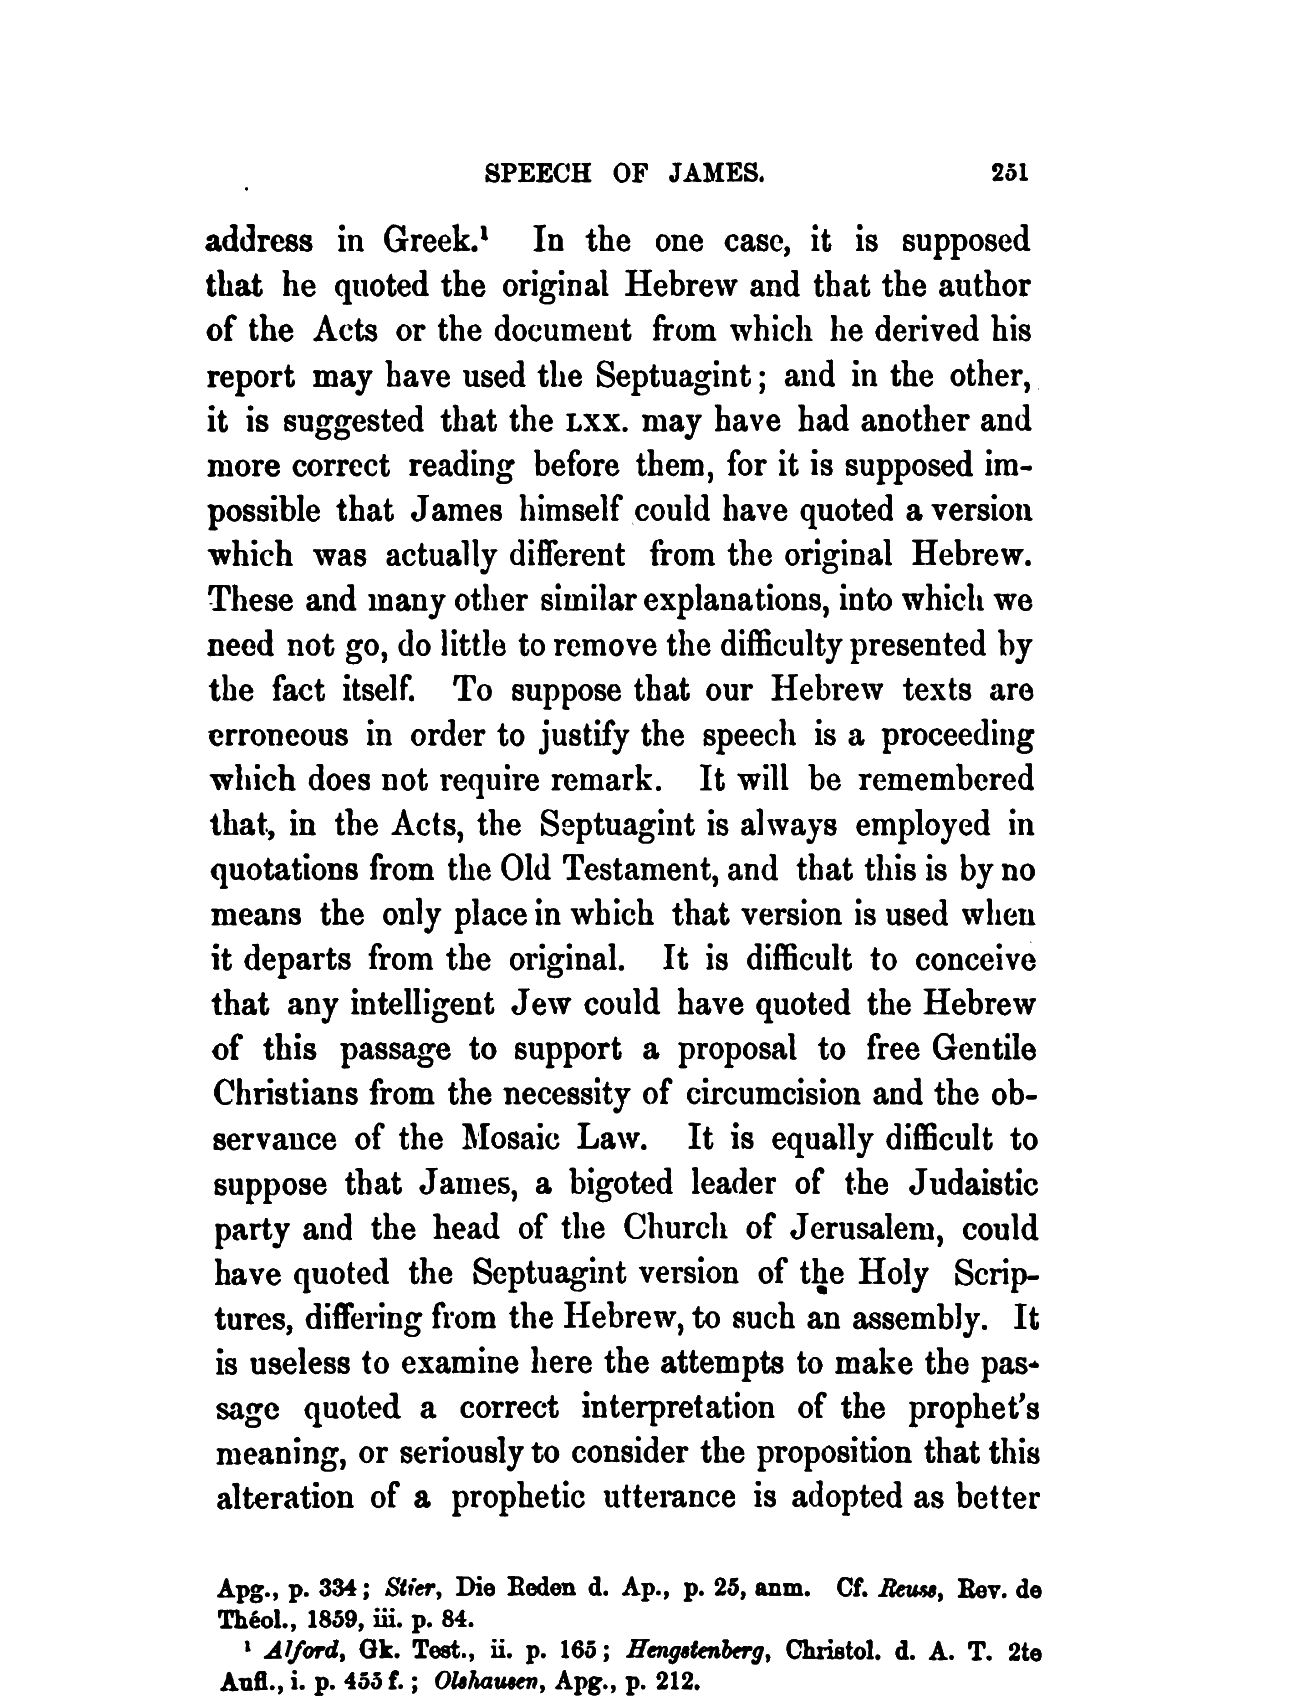 SPEECH OF JAMES. 251
address in Greek.¹ In the one case, it is supposed
that he quoted the original Hebrew and that the author
of the Acts or the document from which he derived his
report may have used the Septuagint; and in the other,
it is suggested that the LXX. may have had another and
more correct reading before them, for it is supposed im-
possible that James himself could have quoted a version
which was actually different from the original Hebrew.
These and many other similar explanations, into which we
need not go, do little to remove the difficulty presented by
the fact itself. To suppose that our Hebrew texts are
erroneous in order to justify the speech is a proceeding
which does not require remark. It will be remembered
that, in the Acts, the Septuagint is always employed in
quotations from the Old Testament, and that this is by no
means the only place in which that version is used when
it departs from the original. It is difficult to conceive
that any intelligent Jew could have quoted the Hebrew
of this passage to support a proposal to free Gentile
Christians from the necessity of circumcision and the ob-
servance of the Mosaic Law. It is equally difficult to
suppose that James, a bigoted leader of the Judaistic
party and the head of the Church of Jerusalem, could
have quoted the Septuagint version of the Holy Scrip-
tures, differing from the Hebrew, to such an assembly. It
is useless to examine here the attempts to make the pas-
sage quoted a correct interpretation of the prophet's
meaning, or seriously to consider the proposition that this
alteration of a prophetic utterance is adopted as better
Apg., p. 334; Stier, Die Reden d. Ap., p. 25, anm. Cf. Reuss, Rev. de
Théol., 1859, iii. p. 84.
¹ Alford, Gk. Test., ii. p. 165; Hengstenberg, Christol. d. A. T. 2te
Aufl., i. p. 455 f.; Olshausen, Apg., p. 212.